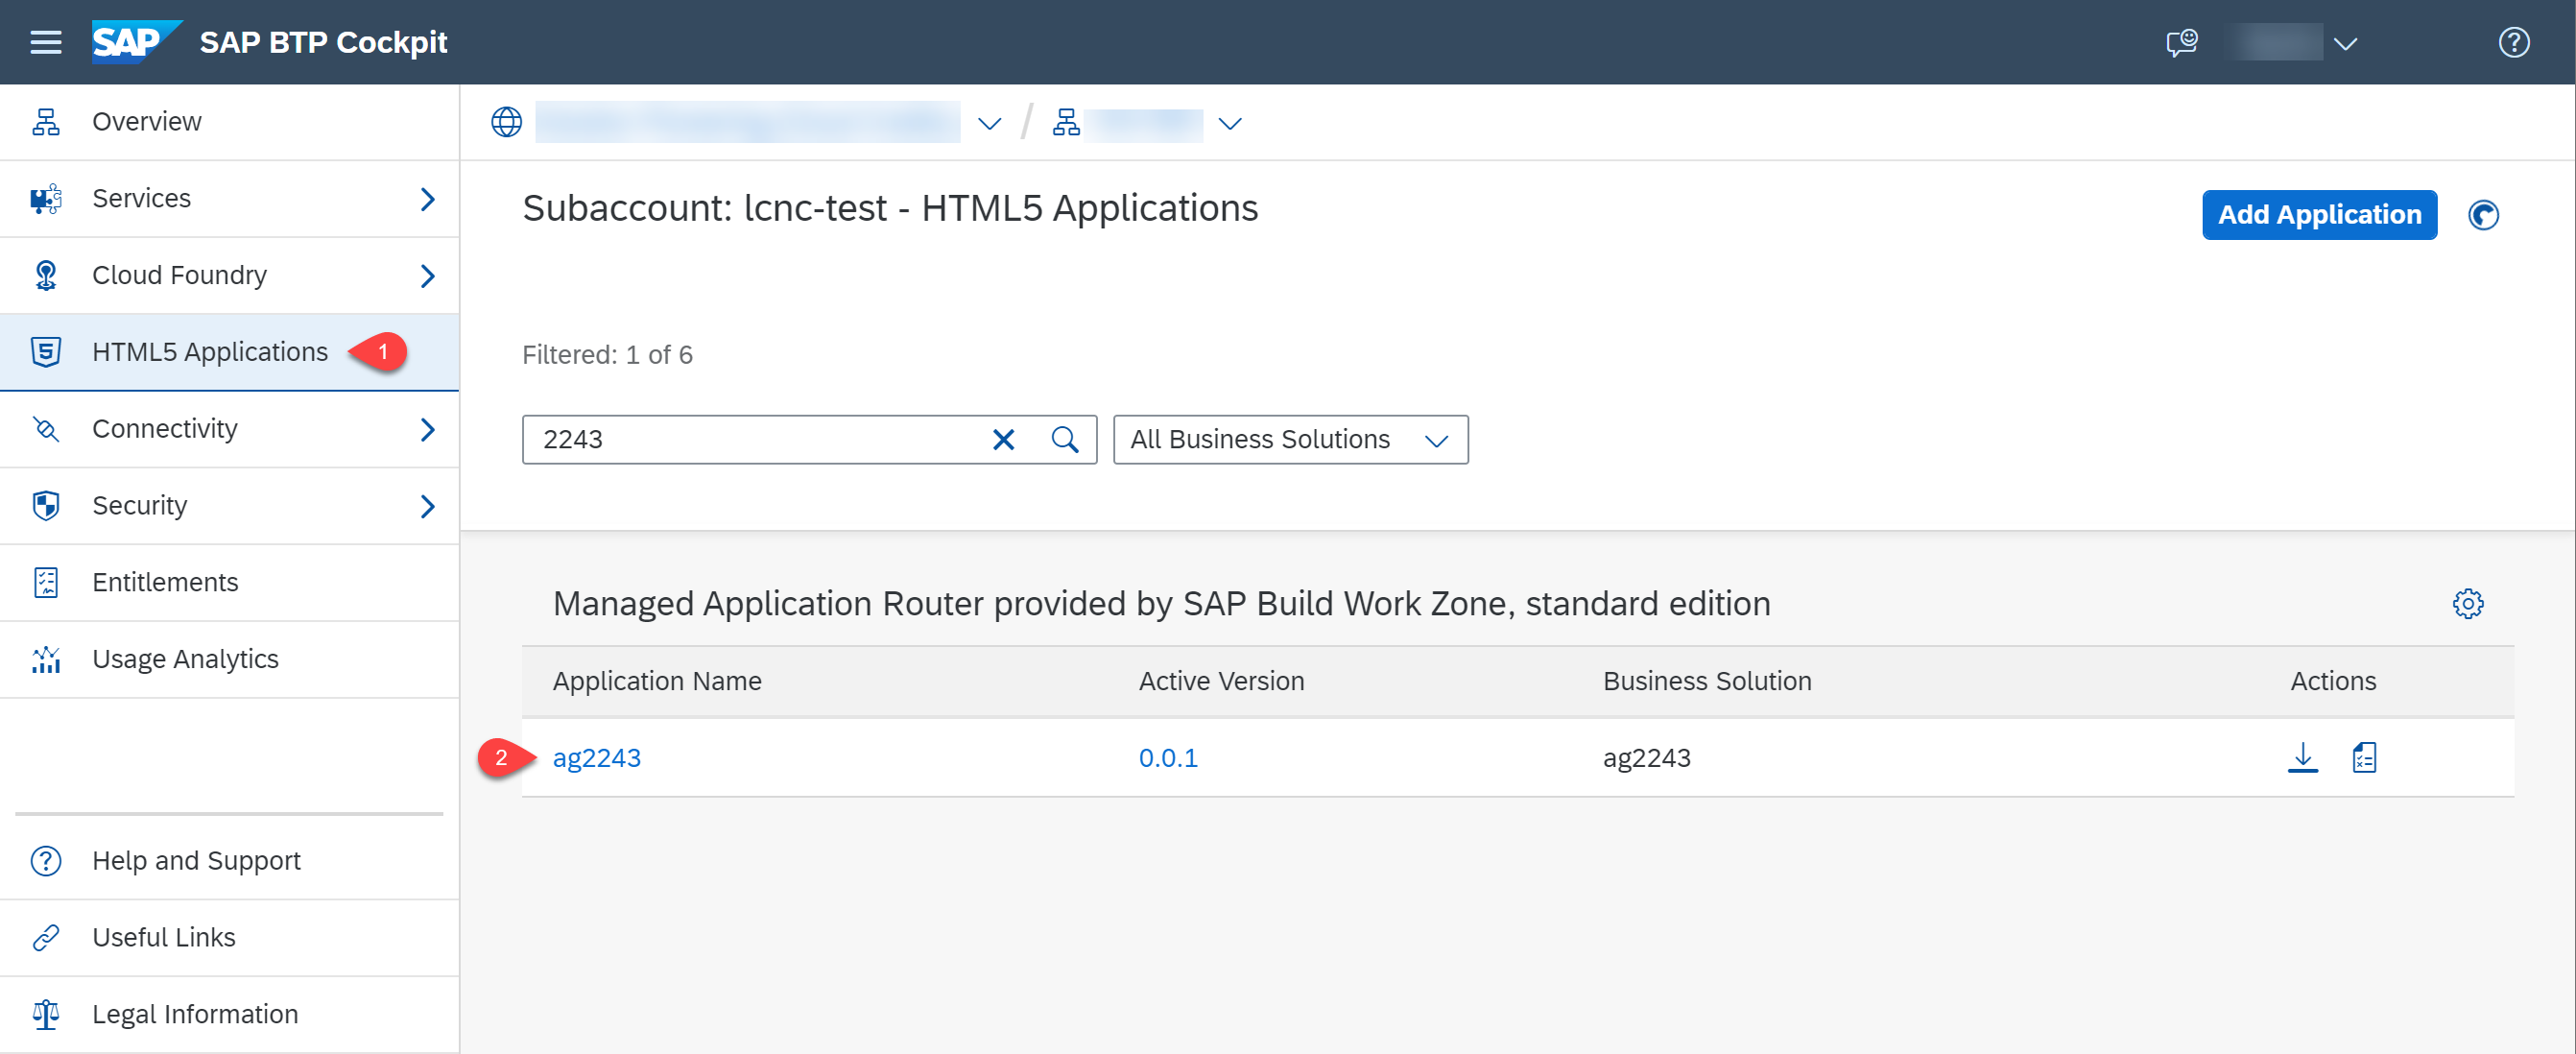 SAP SAP BTP Cockpit
Overview
Services
Cloud Foundry
HTML5 Applications 1
Connectivity
Security
Entitlements
Usage Analytics
Help and Support
Useful Links
Legal Information
Subaccount: lcnc-test - HTML5 Applications
Add Application
Filtered: 1 of 6
2243
All Business Solutions
Managed Application Router provided by SAP Build Work Zone, standard edition
Application Name Active Version Business Solution Actions
2 ag2243 0.0.1 ag2243